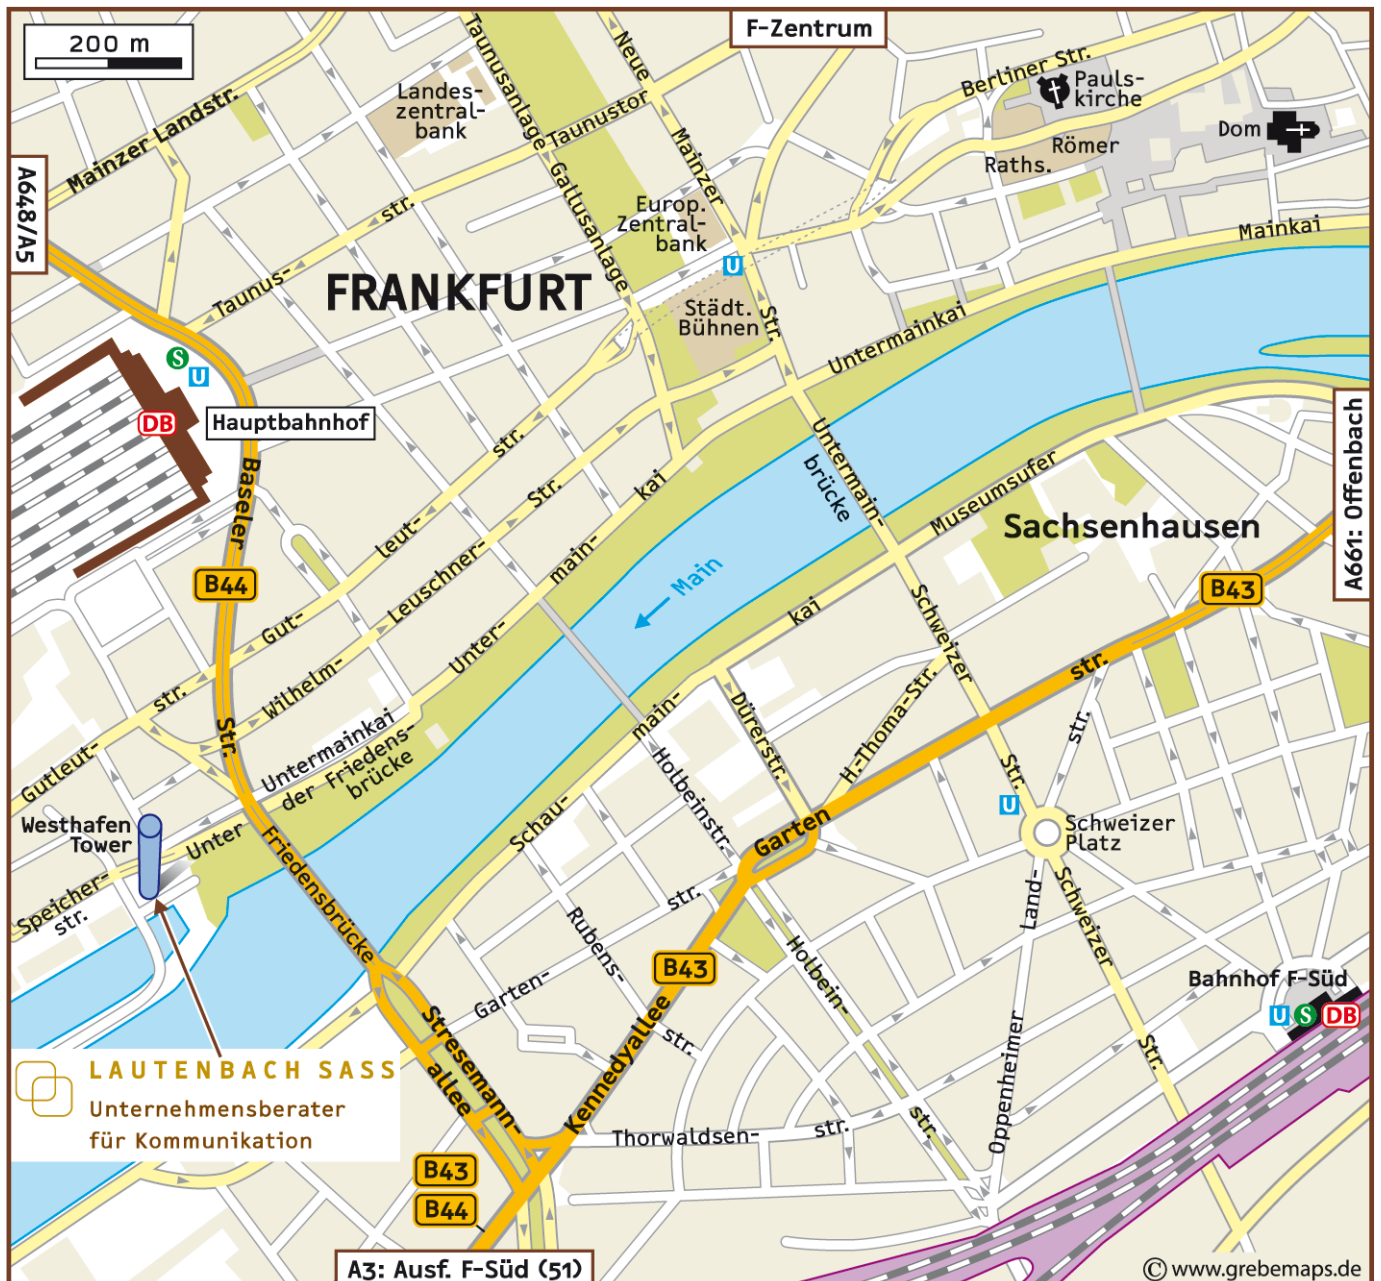 200 m
F-Zentrum
A648/A5
Mainzer Landstr.
Landes-
zentral-
bank
Taunusanlage
Neue
Mainzer
Str.
Taunustor
Gallusanlage
Berliner Str.
Pauls-
kirche
Dom
Römer
Raths.
Mainkai
Europ.
Zentral-
bank
U
Städt.
Bühnen
Taunus-
str.
FRANKFURT
Untermainkai
S
U
DB
Hauptbahnhof
Baseler
Str.
B44
Gutleut-
str.
Gut-
leut-
str.
Wilhelm-
Leuschner-
Str.
Unter-
main-
kai
Untermain-
brücke
Main
Museumsufer
Sachsenhausen
A661: Offenbach
B43
Schweizer
Str.
Untermainkai
der Friedens-
brücke
Unter
Westhafen
Tower
Speicher-
str.
Friedensbrücke
Schau-
main-
kai
Dürerstr.
H.-Thoma-Str.
Holbeinstr.
Garten
str.
str.
U
Schweizer
Platz
Land-
Oppenheimer
Schweizer
Str.
Garten-
str.
Rubens-
str.
B43
Kennedyallee
Holbein-
str.
Stresemann-
allee
Thorwaldsen-
str.
Bahnhof F-Süd
U
S
DB
LAUTENBACH SASS
Unternehmensberater
für Kommunikation
B43
B44
A3: Ausf. F-Süd (51)
© www.grebemaps.de